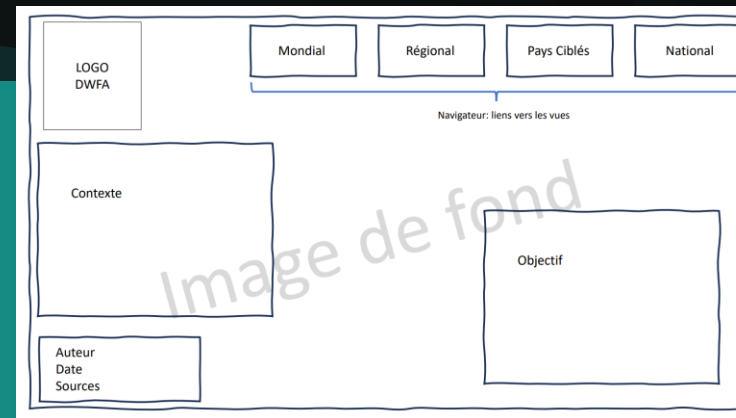 LOGO
DWFA
Mondial
Régional
Pays Ciblés
National
Navigateur: liens vers les vues
Contexte
Image de fond
Objectif
Auteur
Date
Sources